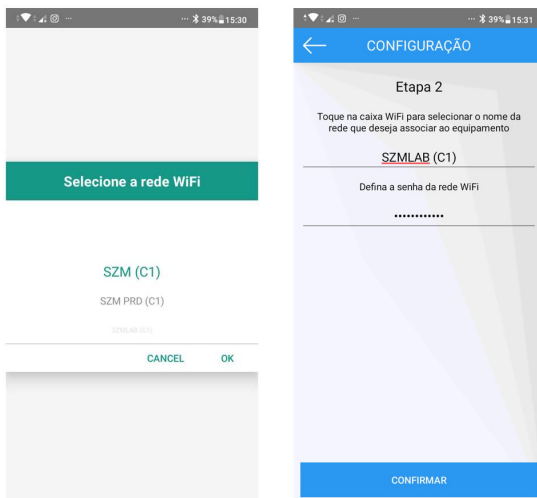 39% 15:30
Selecione a rede WiFi
SZM (C1)
SZM PRD (C1)
SZMLAB (C1)
CANCEL OK
39% 15:31
CONFIGURAÇÃO
Etapa 2
Toque na caixa WiFi para selecionar o nome da
rede que deseja associar ao equipamento
SZMLAB (C1)
Defina a senha da rede WiFi
••••••••••••
CONFIRMAR